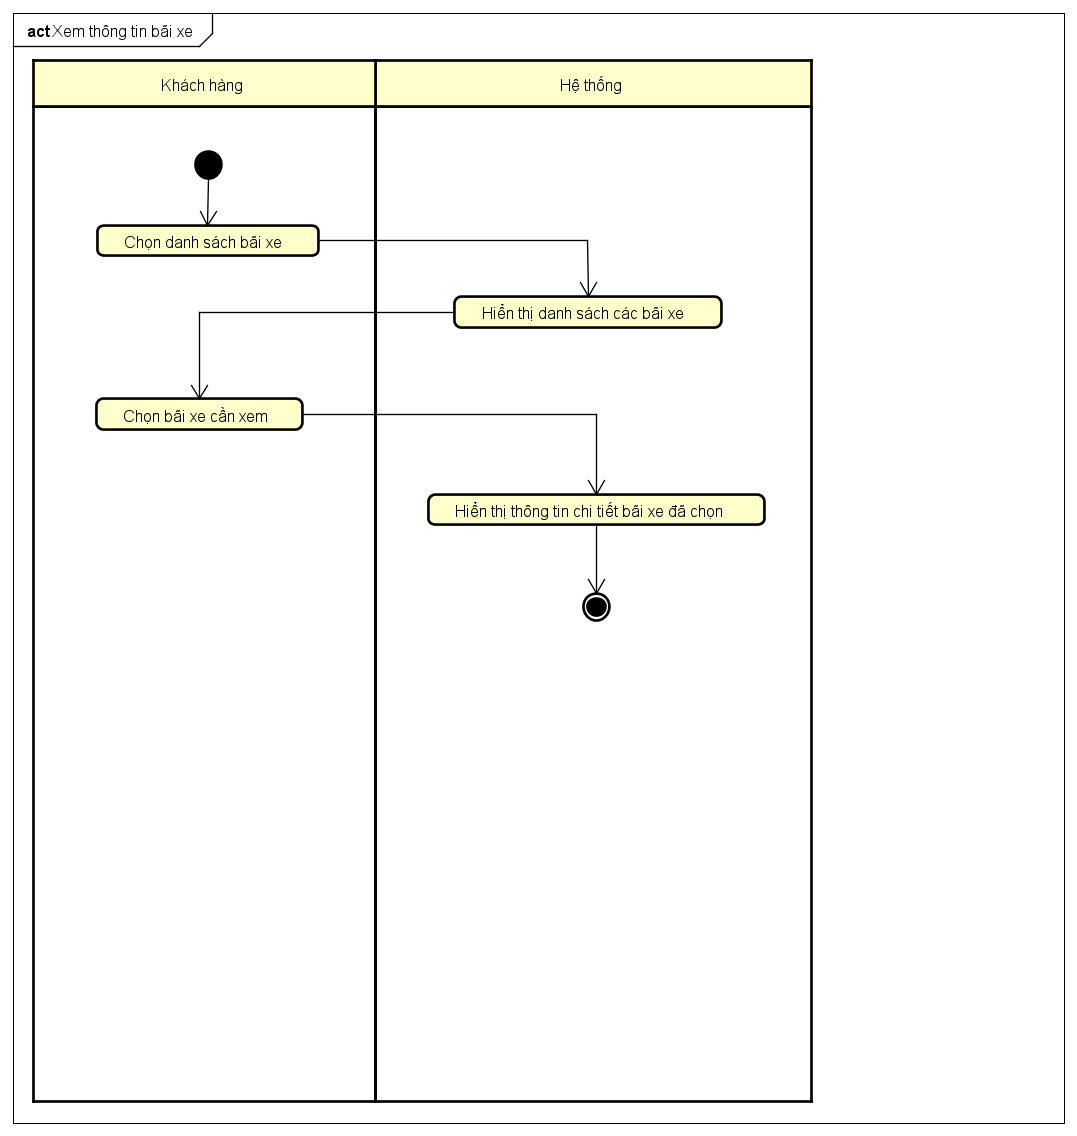 act Xem thông tin bãi xe
Khách hàng
Hệ thống
Chọn danh sách bãi xe
Hiển thị danh sách các bãi xe
Chọn bãi xe cần xem
Hiển thị thông tin chi tiết bãi xe đã chọn